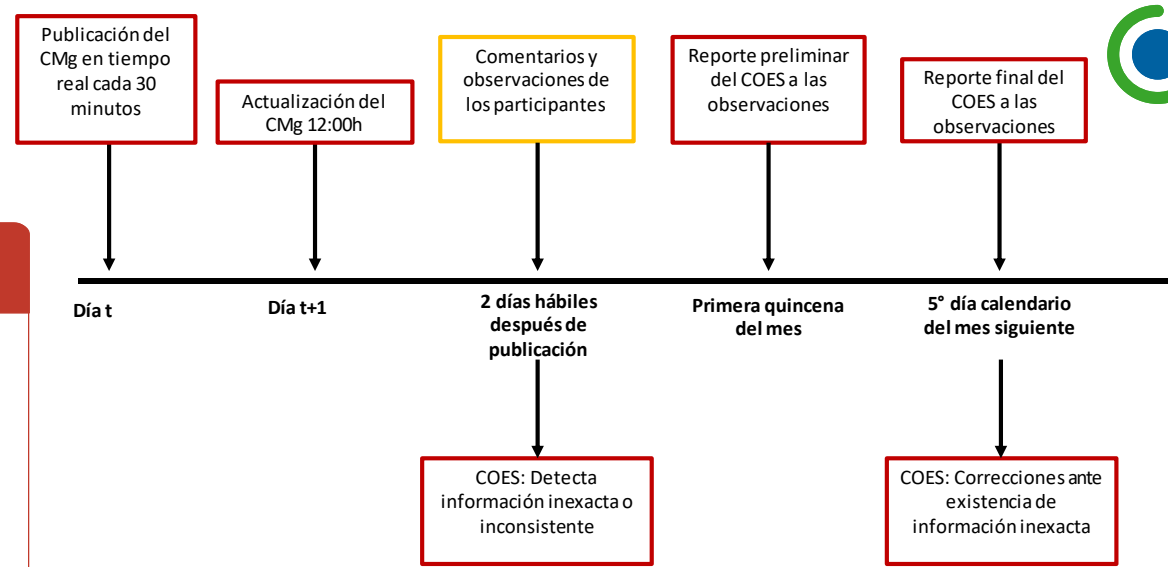 Publicación del
CMg en tiempo
real cada 30
minutos
Actualización del
CMg 12:00h
Comentarios y
observaciones de
los participantes
Reporte preliminar
del COES a las
observaciones
Reporte final del
COES a las
observaciones
Día t
Día t+1
2 días hábiles
después de
publicación
Primera quincena
del mes
5° día calendario
del mes siguiente
COES: Detecta
información inexacta o
inconsistente
COES: Correcciones ante
existencia de
información inexacta